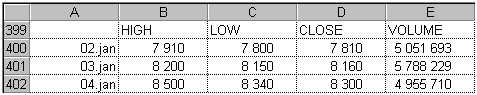 A B C D E
399 HIGH LOW CLOSE VOLUME
400 02.jan 7 910 7 800 7 810 5 051 693
401 03.jan 8 200 8 150 8 160 5 788 229
402 04.jan 8 500 8 340 8 300 4 955 710